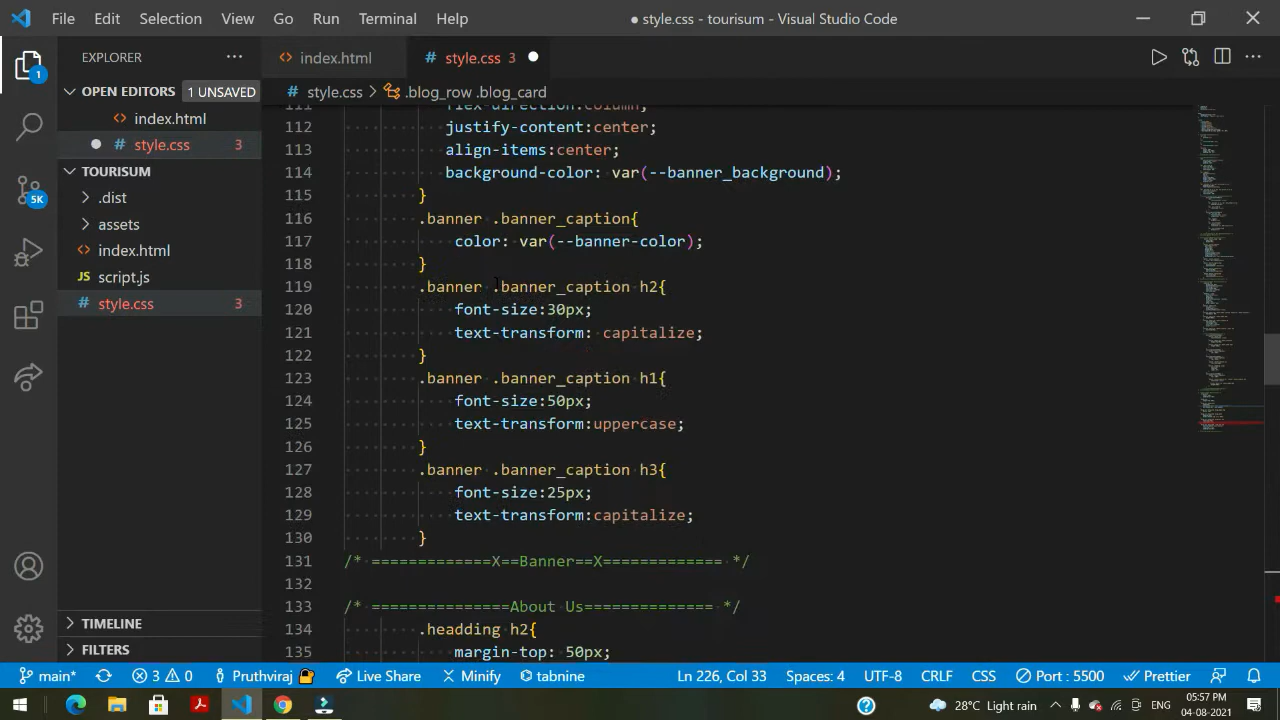 File Edit Selection View Go Run Terminal Help
● style.css - tourisum - Visual Studio Code
EXPLORER ···
index.html
# style.css 3 ●
OPEN EDITORS 1 UNSAVED
# style.css > .blog_row .blog_card
index.html
● # style.css 3
TOURISUM
.dist
assets
index.html
JS script.js
# style.css 3
1
5K
TIMELINE
FILTERS
111 flex-direction:column;
112 justify-content:center;
113 align-items:center;
114 background-color: var(--banner_background);
115 }
116 .banner .banner_caption{
117 color: var(--banner-color);
118 }
119 .banner .banner_caption h2{
120 font-size:30px;
121 text-transform: capitalize;
122 }
123 .banner .banner_caption h1{
124 font-size:50px;
125 text-transform:uppercase;
126 }
127 .banner .banner_caption h3{
128 font-size:25px;
129 text-transform:capitalize;
130 }
131 /* =============X==Banner==X============= */
132
133 /* ===============About Us============== */
134 .headding h2{
135 margin-top: 50px;
main* 3 0 Pruthviraj Live Share Minify tabnine Ln 226, Col 33 Spaces: 4 UTF-8 CRLF CSS Port : 5500 Prettier
28°C Light rain ENG 05:57 PM
04-08-2021